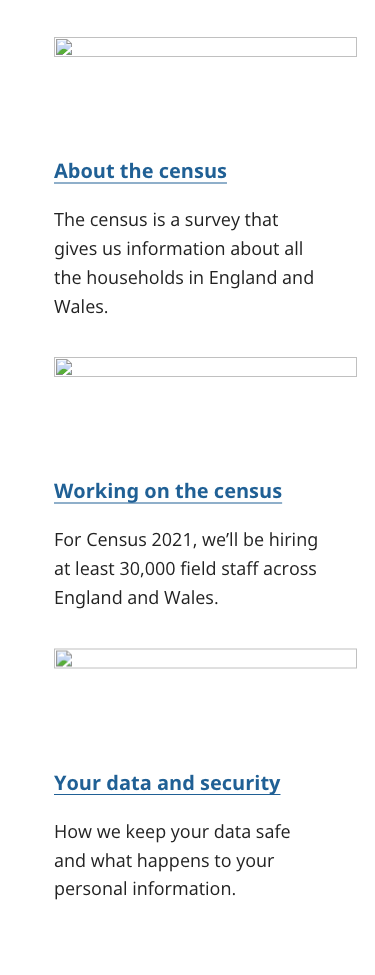 About the census
The census is a survey that
gives us information about all
the households in England and
Wales.
Working on the census
For Census 2021, we’ll be hiring
at least 30,000 field staff across
England and Wales.
Your data and security
How we keep your data safe
and what happens to your
personal information.